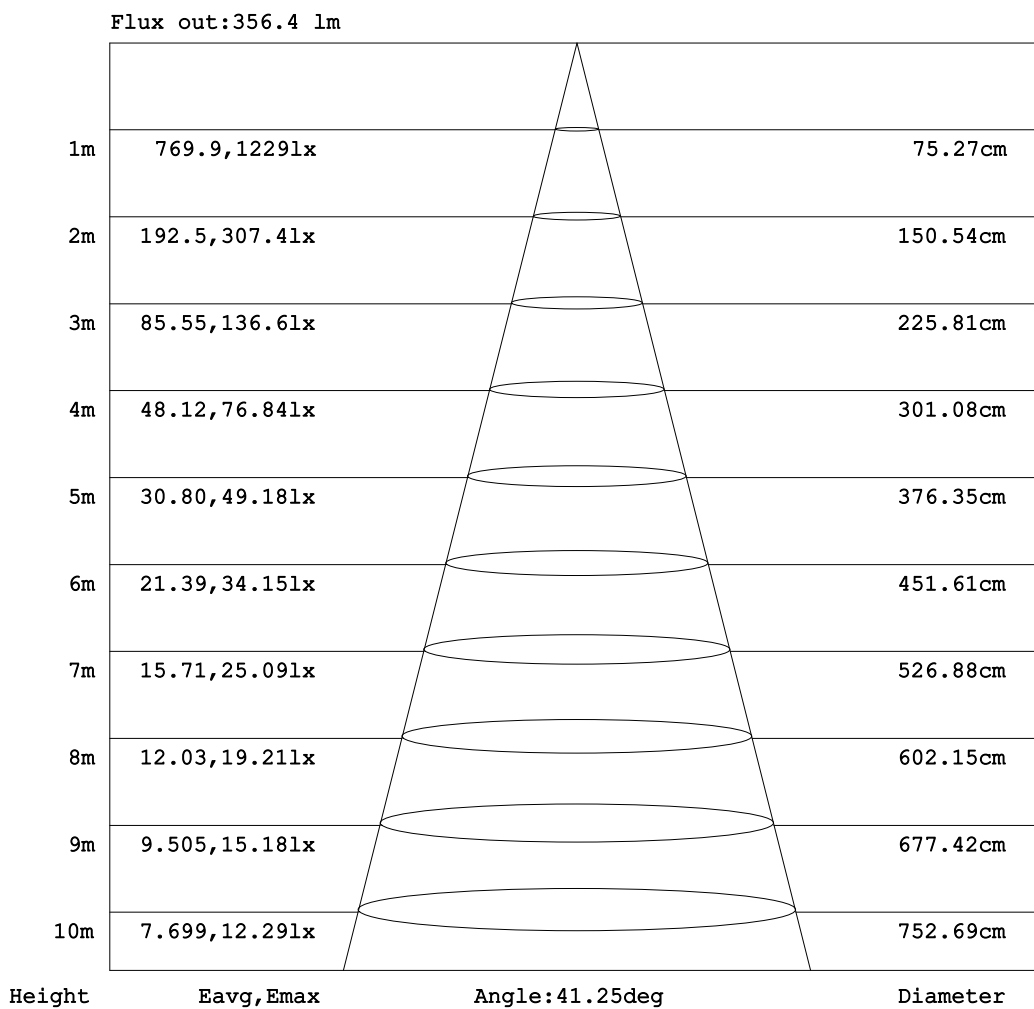 Flux out:356.4 lm
1m 769.9,1229lx 75.27cm
2m 192.5,307.4lx 150.54cm
3m 85.55,136.6lx 225.81cm
4m 48.12,76.84lx 301.08cm
5m 30.80,49.18lx 376.35cm
6m 21.39,34.15lx 451.61cm
7m 15.71,25.09lx 526.88cm
8m 12.03,19.21lx 602.15cm
9m 9.505,15.18lx 677.42cm
10m 7.699,12.29lx 752.69cm
Height Eavg,Emax Angle:41.25deg Diameter